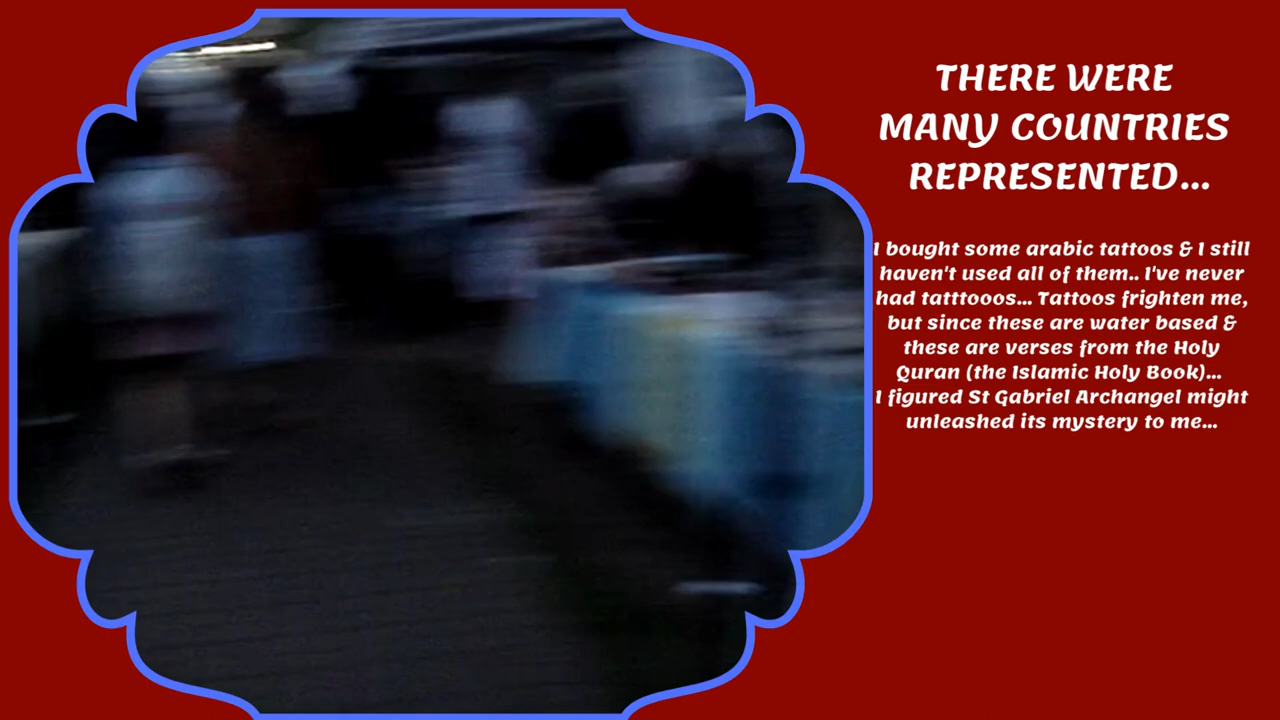 THERE WERE
MANY COUNTRIES
REPRESENTED...
I bought some arabic tattoos & I still
haven't used all of them.. I've never
had tatttooos... Tattoos frighten me,
but since these are water based &
these are verses from the Holy
Quran (the Islamic Holy Book)...
I figured St Gabriel Archangel might
unleashed its mystery to me...